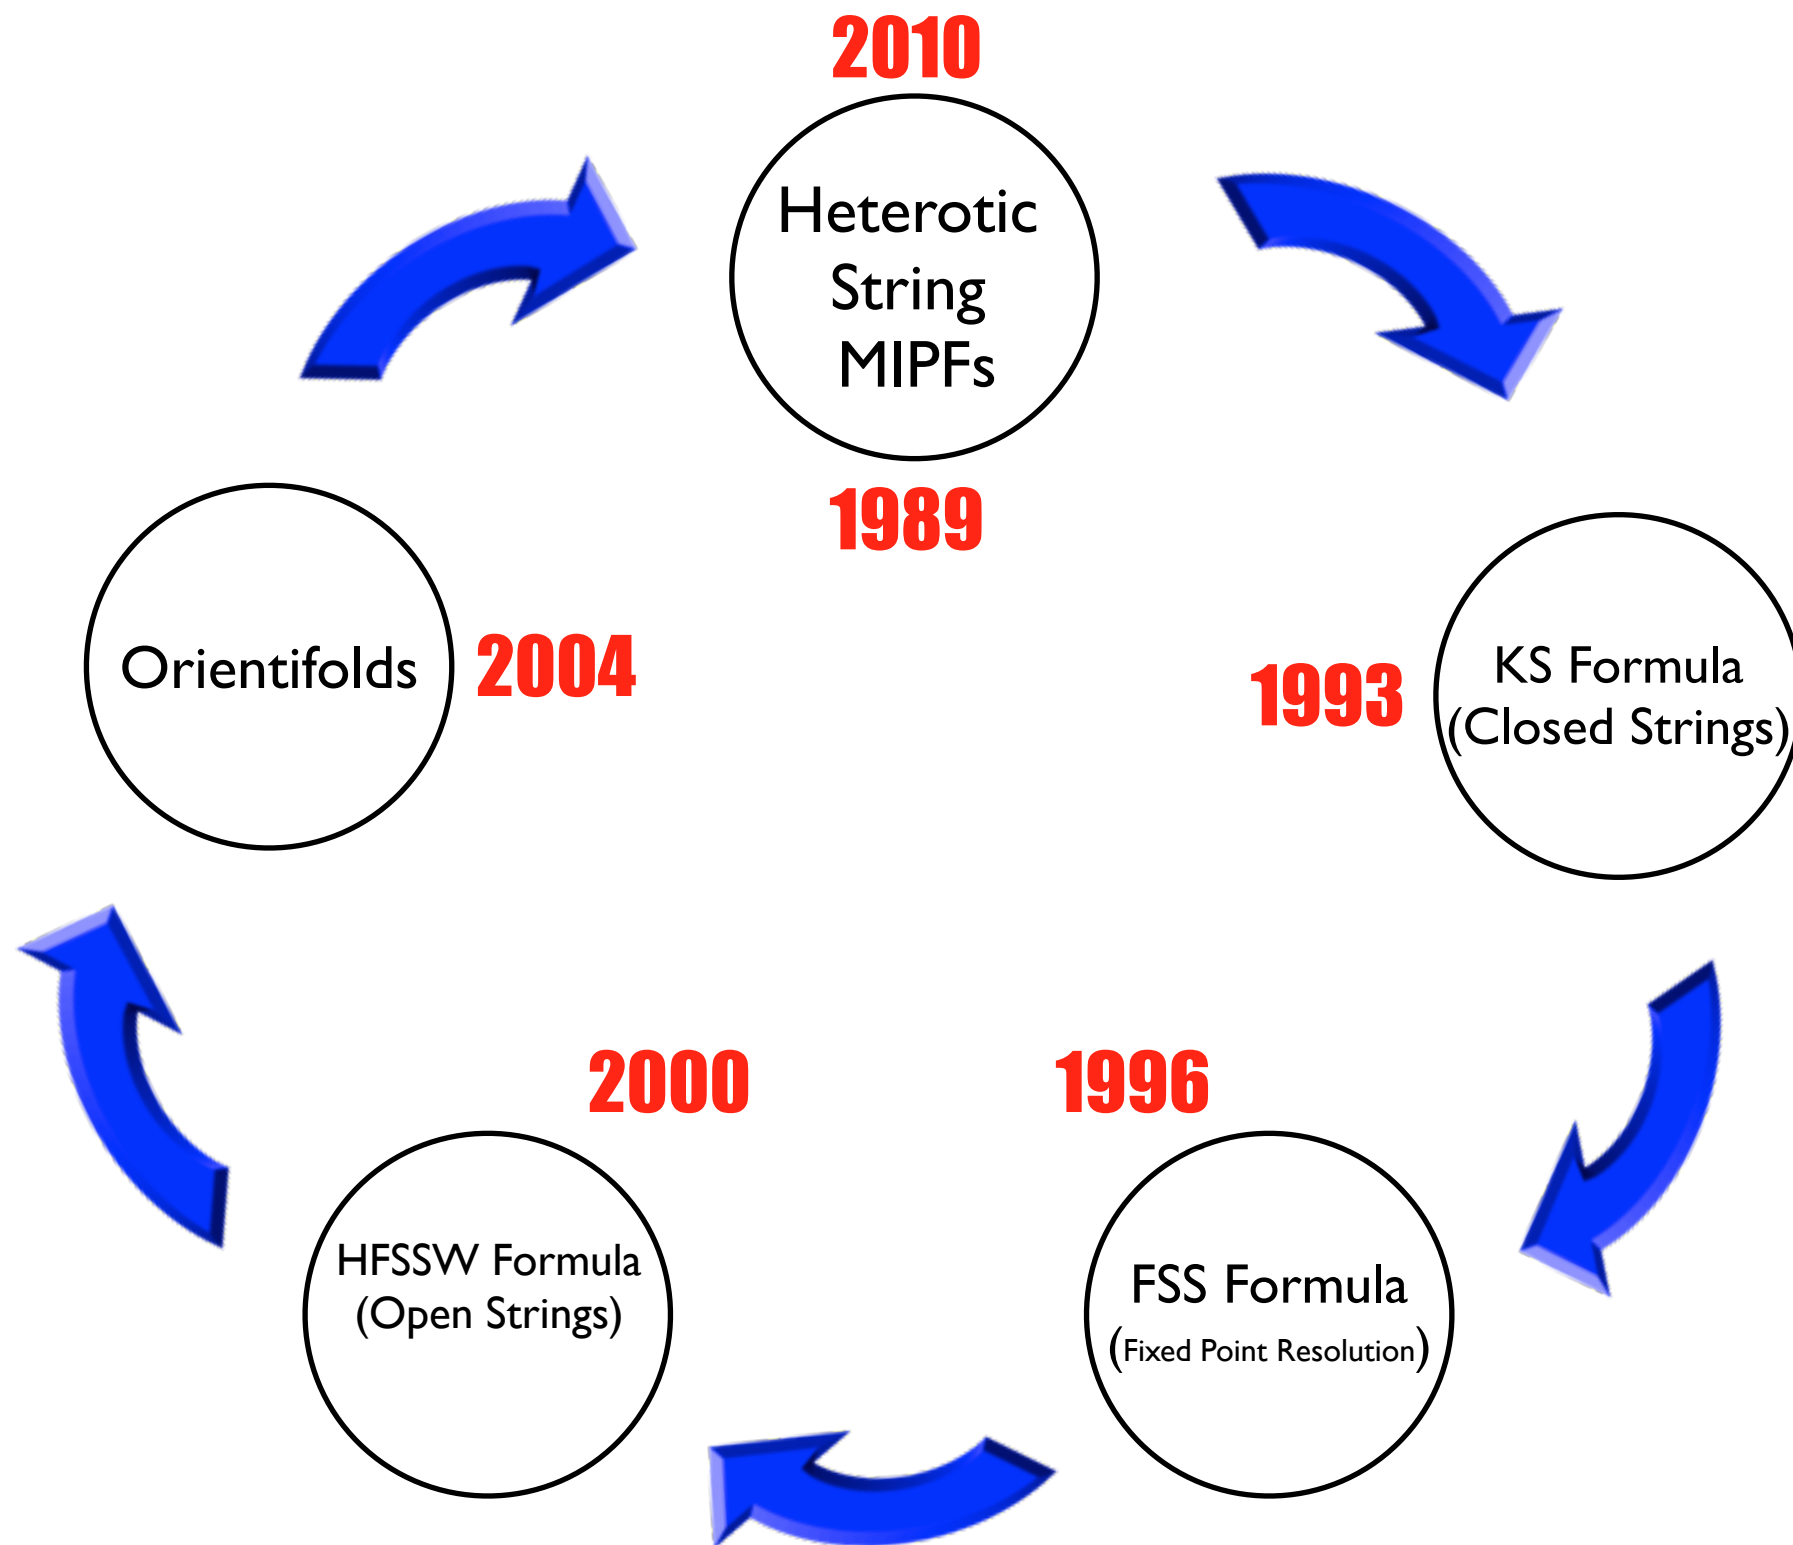 2010
Heterotic
String
MIPFs
1989
Orientifolds
2004
1993
KS Formula
(Closed Strings)
2000
1996
HFSSW Formula
(Open Strings)
FSS Formula
(Fixed Point Resolution)